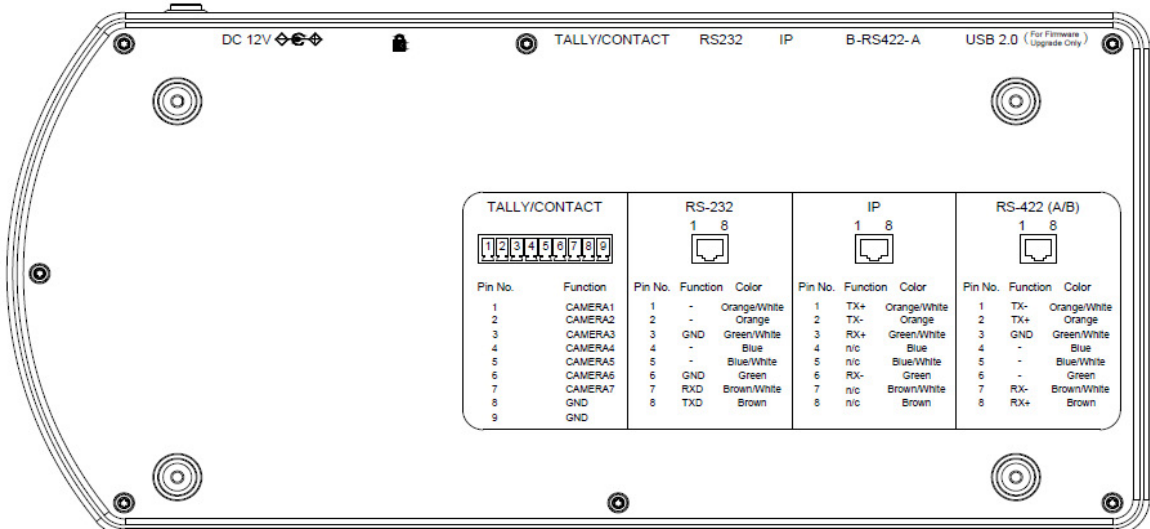 DC 12V TALLY/CONTACT RS232 IP B-RS422-A USB 2.0 (For Firmware Upgrade Only)
TALLY/CONTACT RS-232 IP RS-422 (A/B)
1 8 1 8 1 8
1 2 3 4 5 6 7 8 9
Pin No. Function Pin No. Function Color Pin No. Function Color Pin No. Function Color
1 CAMERA1 1 - Orange/White 1 TX+ Orange/White 1 TX- Orange/White
2 CAMERA2 2 - Orange 2 TX- Orange 2 TX+ Orange
3 CAMERA3 3 GND Green/White 3 RX+ Green/White 3 GND Green/White
4 CAMERA4 4 - Blue 4 n/c Blue 4 - Blue
5 CAMERA5 5 - Blue/White 5 n/c Blue/White 5 - Blue/White
6 CAMERA6 6 GND Green 6 RX- Green 6 - Green
7 CAMERA7 7 RXD Brown/White 7 n/c Brown/White 7 RX- Brown/White
8 GND 8 TXD Brown 8 n/c Brown 8 RX+ Brown
9 GND